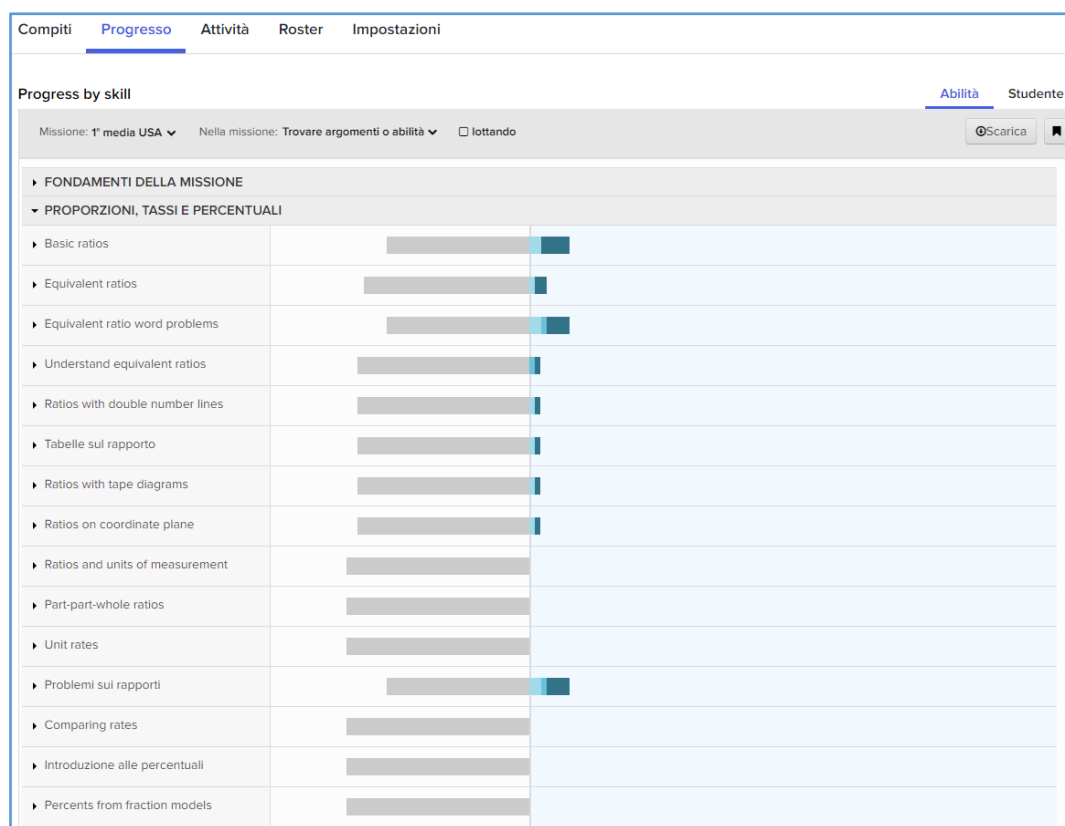 Compiti Progresso Attività Roster Impostazioni
Progress by skill Abilità Studente
Missione: 1° media USA Nella missione: Trovare argomenti o abilità lottando Scarica
FONDAMENTI DELLA MISSIONE
PROPORZIONI, TASSI E PERCENTUALI
Basic ratios
Equivalent ratios
Equivalent ratio word problems
Understand equivalent ratios
Ratios with double number lines
Tabelle sul rapporto
Ratios with tape diagrams
Ratios on coordinate plane
Ratios and units of measurement
Part-part-whole ratios
Unit rates
Problemi sui rapporti
Comparing rates
Introduzione alle percentuali
Percents from fraction models